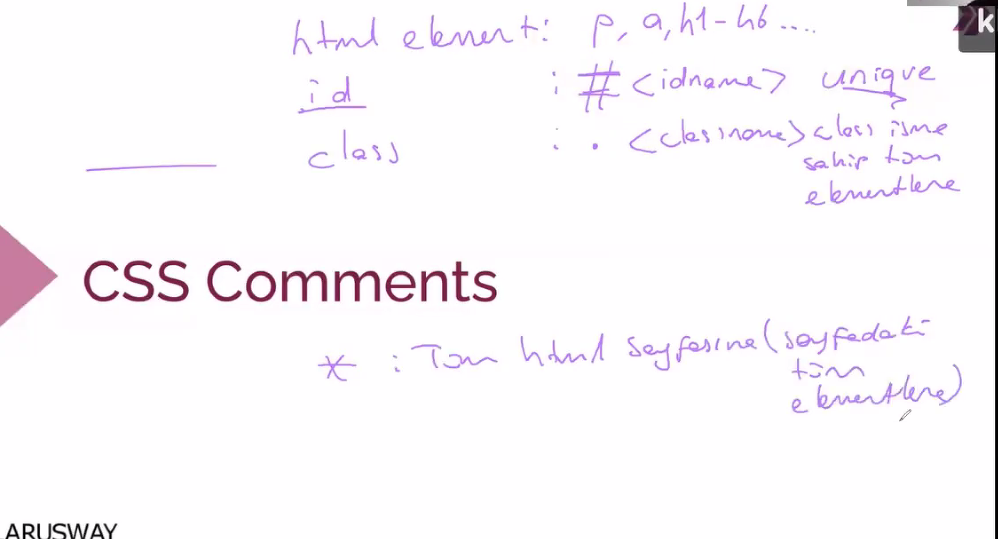 html element: p, a, h1-h6 ....
k
id : # <idname> unique
class : . <classname> class isme
sahip tüm
elementlere
CSS Comments
* : Tüm html sayfasına (sayfadaki
tüm
elementlere)
ARUSWAY